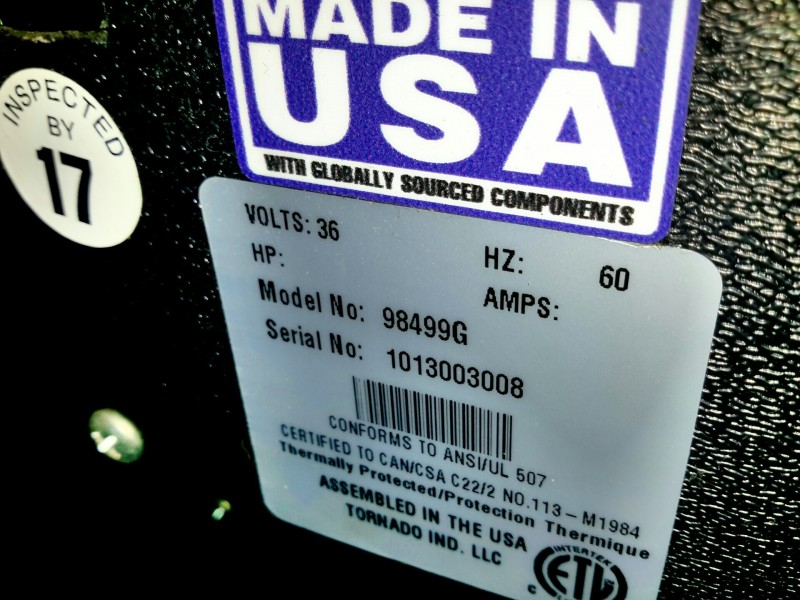 MADE IN
USA
WITH GLOBALLY SOURCED COMPONENTS
INSPECTED
BY
17
VOLTS: 36
HZ: 60
HP:
AMPS:
Model No: 98499G
Serial No: 1013003008
CONFORMS TO ANSI/UL 507
CERTIFIED TO CAN/CSA C22/2 NO.113-M1984
Thermally Protected/Protection Thermique
ASSEMBLED IN THE USA
TORNADO IND. LLC
INTERTEK
ETL
C